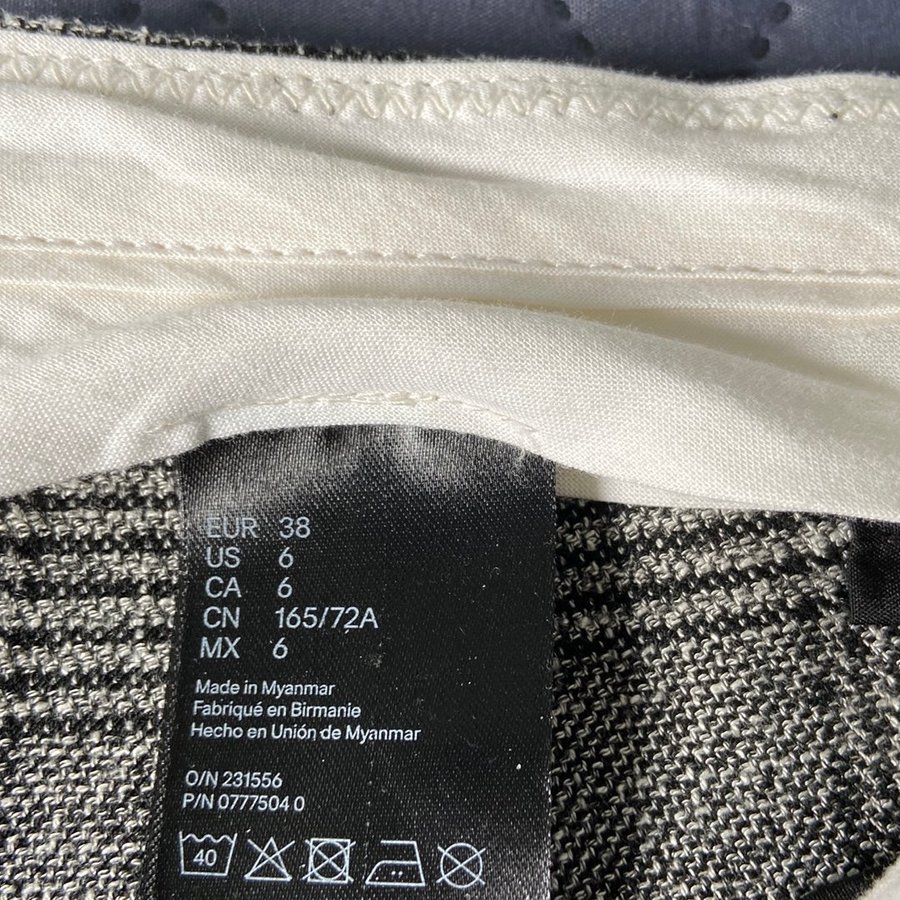 EUR 38
US 6
CA 6
CN 165/72A
MX 6
Made in Myanmar
Fabriqué en Birmanie
Hecho en Unión de Myanmar
O/N 231556
P/N 0777504 0
40